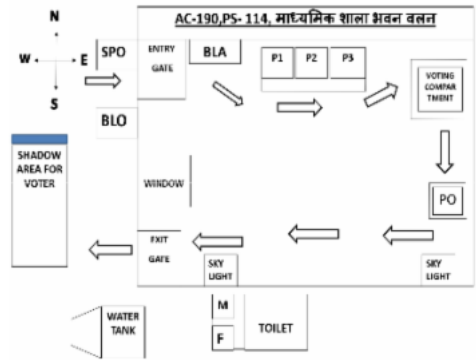 AC-190,PS- 114, माध्यमिक शाला भवन वलन
N
W
E
S
SPO
ENTRY
GATE
BLA
P1
P2
P3
VOTING
COMPAR
TMENT
BLO
SHADOW
AREA FOR
VOTER
WINDOW
PO
EXIT
GATE
SKY
LIGHT
SKY
LIGHT
WATER
TANK
M
F
TOILET